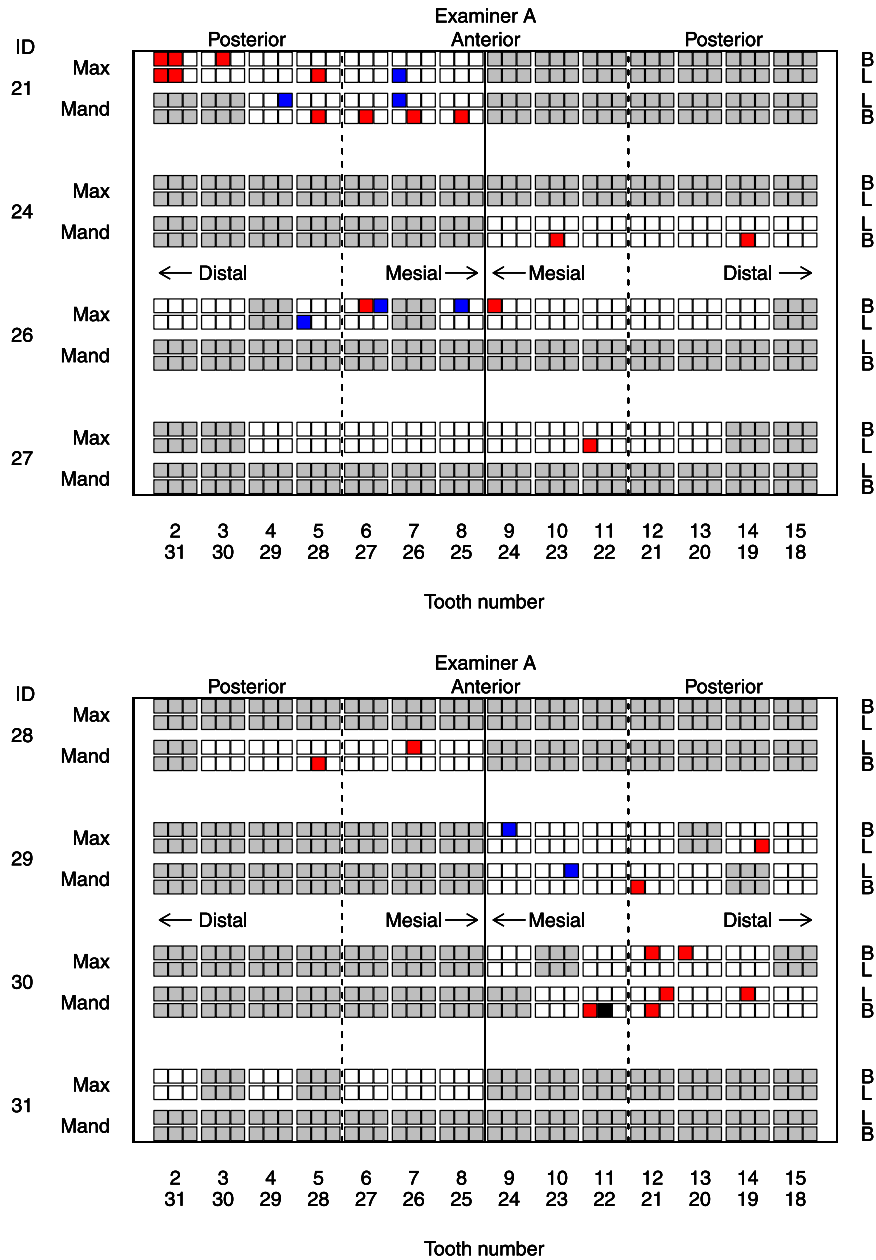 Examiner A
ID Posterior Anterior Posterior
Max B
L
21
Mand L
B
Max B
L
24
Mand L
B
Distal Mesial Mesial Distal
Max B
L
26
Mand L
B
Max B
L
27
Mand L
B
2 3 4 5 6 7 8 9 10 11 12 13 14 15
31 30 29 28 27 26 25 24 23 22 21 20 19 18
Tooth number
Examiner A
ID Posterior Anterior Posterior
Max B
L
28
Mand L
B
Max B
L
29
Mand L
B
Distal Mesial Mesial Distal
Max B
L
30
Mand L
B
Max B
L
31
Mand L
B
2 3 4 5 6 7 8 9 10 11 12 13 14 15
31 30 29 28 27 26 25 24 23 22 21 20 19 18
Tooth number